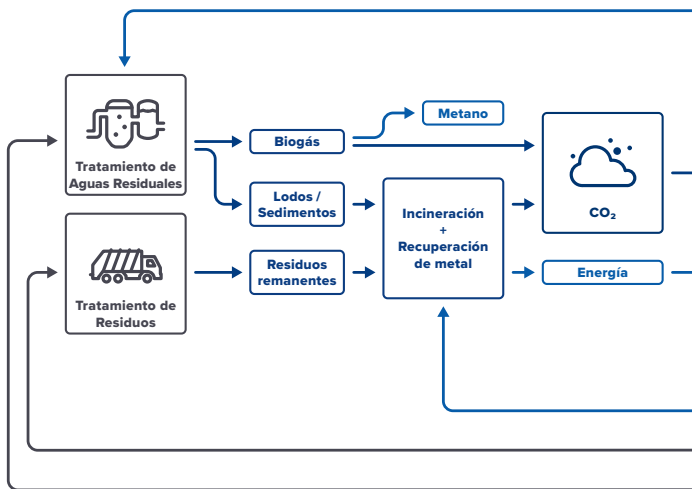 Metano
Biogás
Tratamiento de
Aguas Residuales
Lodos /
Sedimentos
Incineración
+
Recuperación
de metal
CO₂
Residuos
remanentes
Energía
Tratamiento de
Residuos